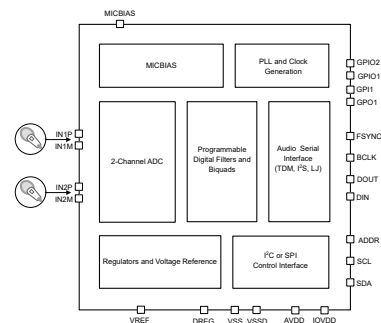 MICBIAS
MICBIAS
PLL and Clock
Generation
GPIO2
GPIO1
GPI1
GPO1
IN1P
IN1M
IN2P
IN2M
2-Channel ADC
Programmable
Digital Filters and
Biquads
Audio Serial
Interface
(TDM, I²S, LJ)
FSYNC
BCLK
DOUT
DIN
Regulators and Voltage Reference
I²C or SPI
Control Interface
ADDR
SCL
SDA
VREF
DREG
VSS
VSSD
AVDD
IOVDD